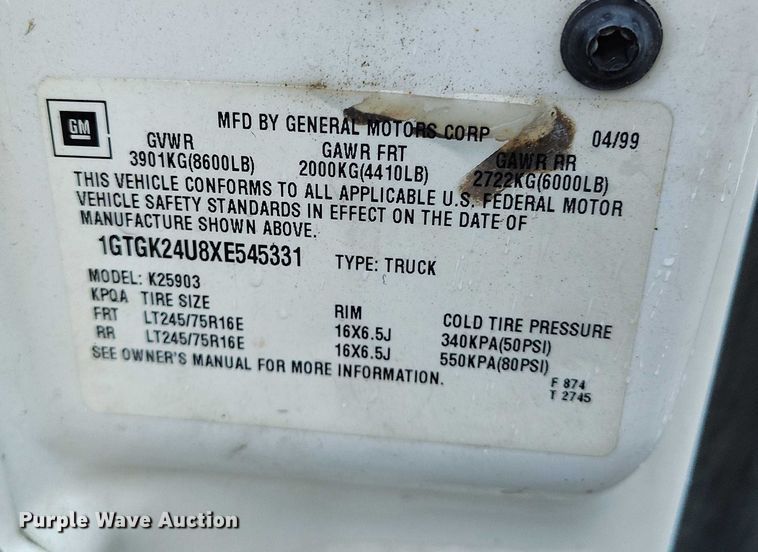 GM
MFD BY GENERAL MOTORS CORP 04/99
GVWR GAWR FRT GAWR RR
3901KG(8600LB) 2000KG(4410LB) 2722KG(6000LB)
THIS VEHICLE CONFORMS TO ALL APPLICABLE U.S. FEDERAL MOTOR
VEHICLE SAFETY STANDARDS IN EFFECT ON THE DATE OF
MANUFACTURE SHOWN ABOVE.
1GTGK24U8XE545331 TYPE: TRUCK
MODEL: K25903
KPOA TIRE SIZE RIM COLD TIRE PRESSURE
FRT LT245/75R16E 16X6.5J 340KPA(50PSI)
RR LT245/75R16E 16X6.5J 550KPA(80PSI)
SEE OWNER'S MANUAL FOR MORE INFORMATION.
F 874
T 2745
Purple Wave Auction